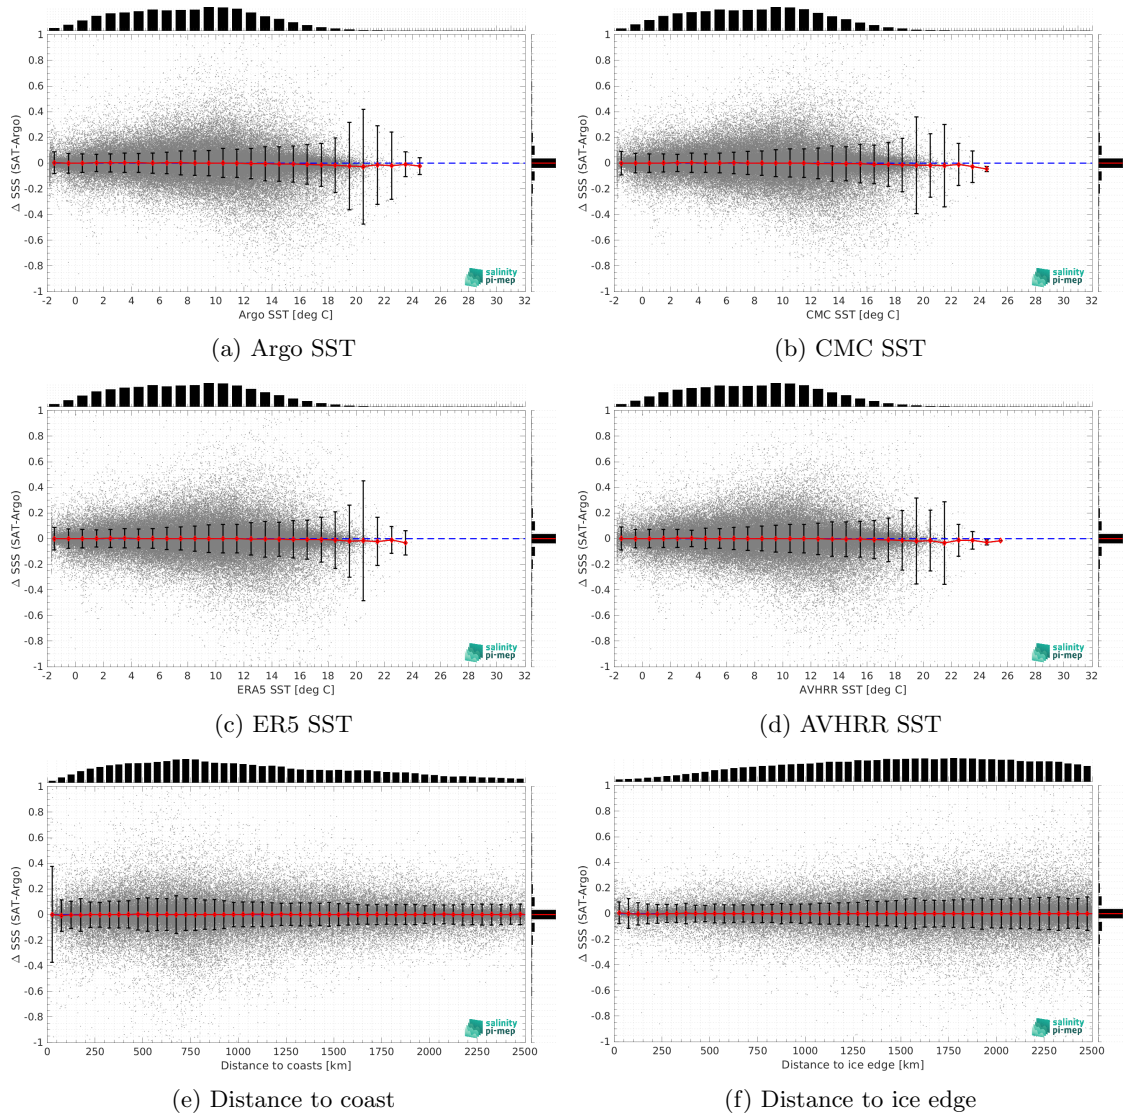 1
0.8
0.6
0.4
0.2
0
-0.2
-0.4
-0.6
-0.8
-1
Δ SSS (SAT-Argo)
salinity
pi-mep
-2 0 2 4 6 8 10 12 14 16 18 20 22 24 26 28 30 32
Argo SST [deg C]
(a) Argo SST
1
0.8
0.6
0.4
0.2
0
-0.2
-0.4
-0.6
-0.8
-1
Δ SSS (SAT-Argo)
salinity
pi-mep
-2 0 2 4 6 8 10 12 14 16 18 20 22 24 26 28 30 32
CMC SST [deg C]
(b) CMC SST
1
0.8
0.6
0.4
0.2
0
-0.2
-0.4
-0.6
-0.8
-1
Δ SSS (SAT-Argo)
salinity
pi-mep
-2 0 2 4 6 8 10 12 14 16 18 20 22 24 26 28 30 32
ERA5 SST [deg C]
(c) ER5 SST
1
0.8
0.6
0.4
0.2
0
-0.2
-0.4
-0.6
-0.8
-1
Δ SSS (SAT-Argo)
salinity
pi-mep
-2 0 2 4 6 8 10 12 14 16 18 20 22 24 26 28 30 32
AVHRR SST [deg C]
(d) AVHRR SST
1
0.8
0.6
0.4
0.2
0
-0.2
-0.4
-0.6
-0.8
-1
Δ SSS (SAT-Argo)
salinity
pi-mep
0 250 500 750 1000 1250 1500 1750 2000 2250 2500
Distance to coasts [km]
(e) Distance to coast
1
0.8
0.6
0.4
0.2
0
-0.2
-0.4
-0.6
-0.8
-1
Δ SSS (SAT-Argo)
salinity
pi-mep
0 250 500 750 1000 1250 1500 1750 2000 2250 2500
Distance to ice edge [km]
(f) Distance to ice edge